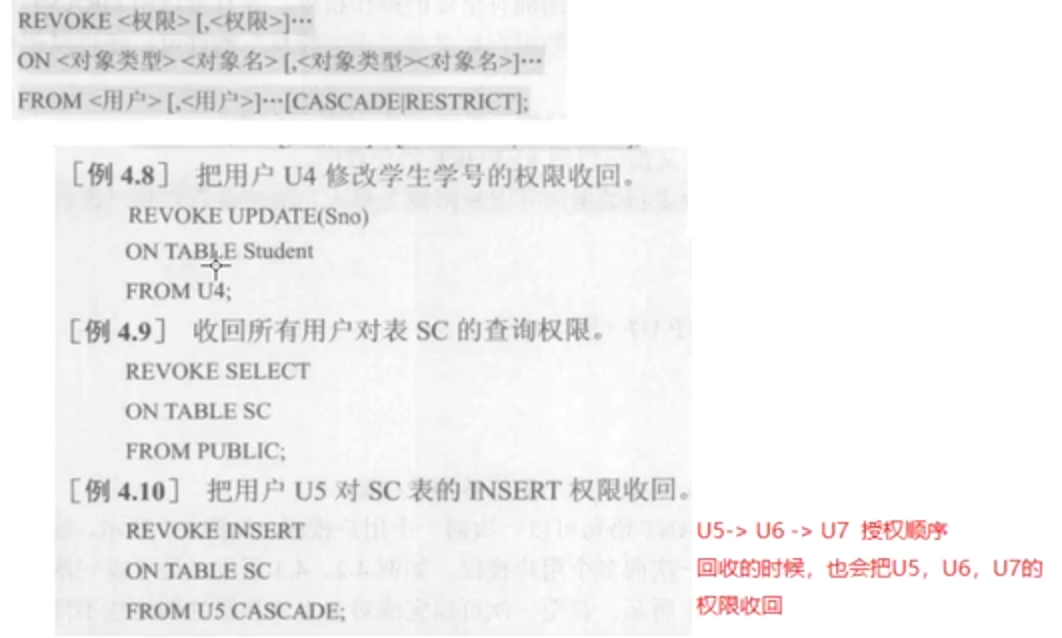 REVOKE <权限> [,<权限>]…
ON <对象类型> <对象名> [,<对象类型><对象名>]…
FROM <用户> [,<用户>]…[CASCADE|RESTRICT];
[例 4.8] 把用户 U4 修改学生学号的权限收回。
REVOKE UPDATE(Sno)
ON TABLE Student
FROM U4;
[例 4.9] 收回所有用户对表 SC 的查询权限。
REVOKE SELECT
ON TABLE SC
FROM PUBLIC;
[例 4.10] 把用户 U5 对 SC 表的 INSERT 权限收回。
REVOKE INSERT
ON TABLE SC
FROM U5 CASCADE;
U5-> U6 -> U7 授权顺序
回收的时候，也会把U5，U6，U7的
权限收回